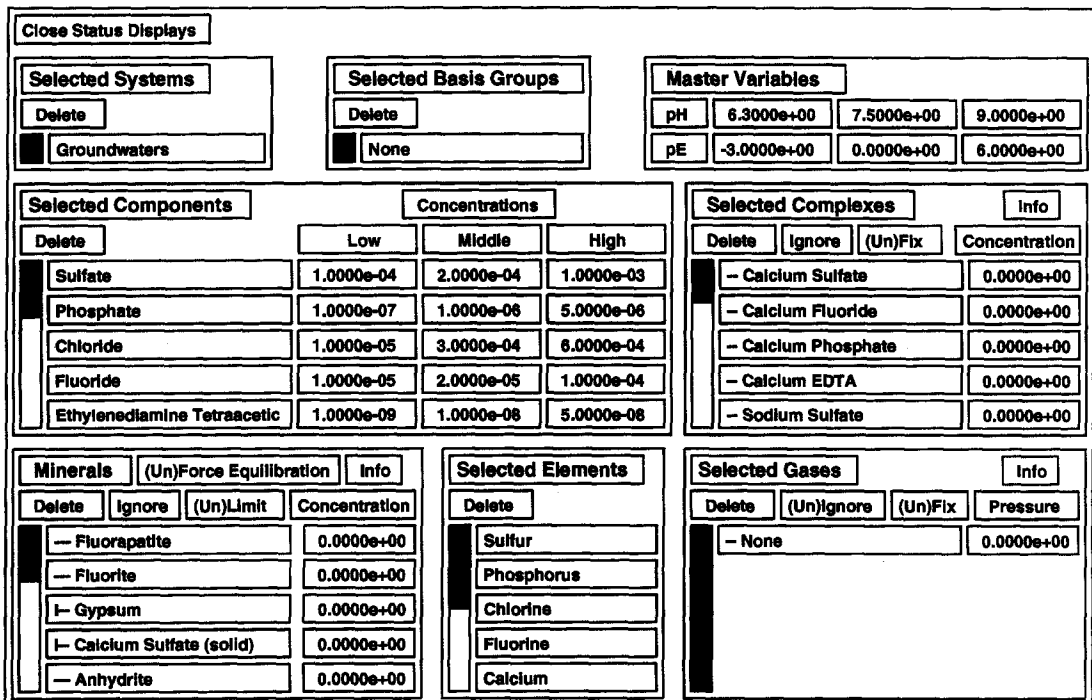 Close Status Displays
Selected Systems
Delete
Groundwaters
Selected Basis Groups
Delete
None
Master Variables
pH 6.3000e+00 7.5000e+00 9.0000e+00
pE -3.0000e+00 0.0000e+00 6.0000e+00
Selected Components Concentrations
Delete Low Middle High
Sulfate 1.0000e-04 2.0000e-04 1.0000e-03
Phosphate 1.0000e-07 1.0000e-06 5.0000e-06
Chloride 1.0000e-05 3.0000e-04 6.0000e-04
Fluoride 1.0000e-05 2.0000e-05 1.0000e-04
Ethylenediamine Tetraacetic 1.0000e-09 1.0000e-08 5.0000e-08
Selected Complexes Info
Delete Ignore (Un)Fix Concentration
– Calcium Sulfate 0.0000e+00
– Calcium Fluoride 0.0000e+00
– Calcium Phosphate 0.0000e+00
– Calcium EDTA 0.0000e+00
– Sodium Sulfate 0.0000e+00
Minerals (Un)Force Equilibration Info
Delete Ignore (Un)Limit Concentration
–– Fluorapatite 0.0000e+00
–– Fluorite 0.0000e+00
I– Gypsum 0.0000e+00
I– Calcium Sulfate (solid) 0.0000e+00
–– Anhydrite 0.0000e+00
Selected Elements
Delete
Sulfur
Phosphorus
Chlorine
Fluorine
Calcium
Selected Gases Info
Delete (Un)Ignore (Un)Fix Pressure
– None 0.0000e+00